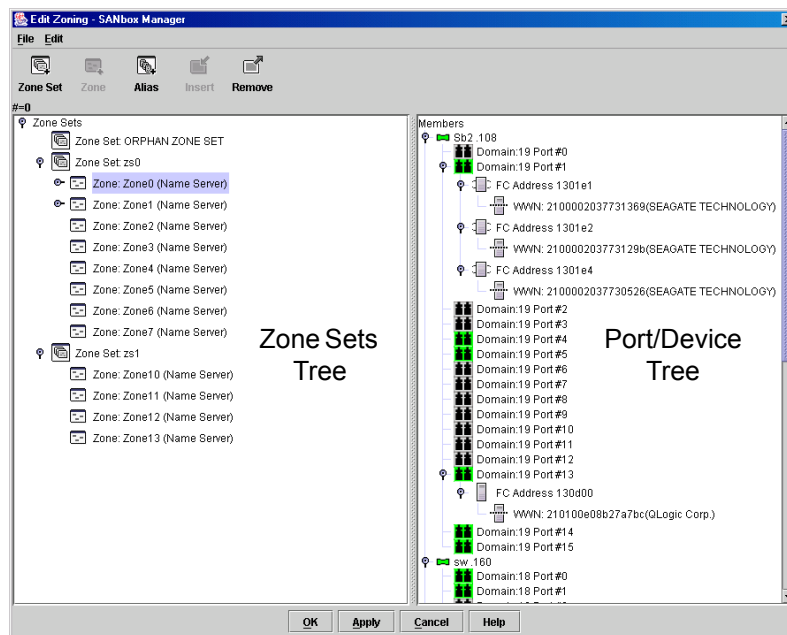 Edit Zoning - SANbox Manager
File Edit
Zone Set Zone Alias Insert Remove
#=0
Zone Sets
Zone Set: ORPHAN ZONE SET
Zone Set: zs0
Zone: Zone0 (Name Server)
Zone: Zone1 (Name Server)
Zone: Zone2 (Name Server)
Zone: Zone3 (Name Server)
Zone: Zone4 (Name Server)
Zone: Zone5 (Name Server)
Zone: Zone6 (Name Server)
Zone: Zone7 (Name Server)
Zone Set: zs1
Zone: Zone10 (Name Server)
Zone: Zone11 (Name Server)
Zone: Zone12 (Name Server)
Zone: Zone13 (Name Server)
Zone Sets
Tree
Members
Sb2 .108
Domain:19 Port#0
Domain:19 Port#1
FC Address 1301e1
WWN: 2100002037731369(SEAGATE TECHNOLOGY)
FC Address 1301e2
WWN: 210000203773129b(SEAGATE TECHNOLOGY)
FC Address 1301e4
WWN: 2100002037730526(SEAGATE TECHNOLOGY)
Domain:19 Port#2
Domain:19 Port#3
Domain:19 Port#4
Domain:19 Port#5
Domain:19 Port#6
Domain:19 Port#7
Domain:19 Port#8
Domain:19 Port#9
Domain:19 Port#10
Domain:19 Port#11
Domain:19 Port#12
Domain:19 Port#13
FC Address 130d00
WWN: 210100e08b27a7bc(QLogic Corp.)
Domain:19 Port#14
Domain:19 Port#15
sw .160
Domain:18 Port#0
Domain:18 Port#1
Port/Device
Tree
OK Apply Cancel Help